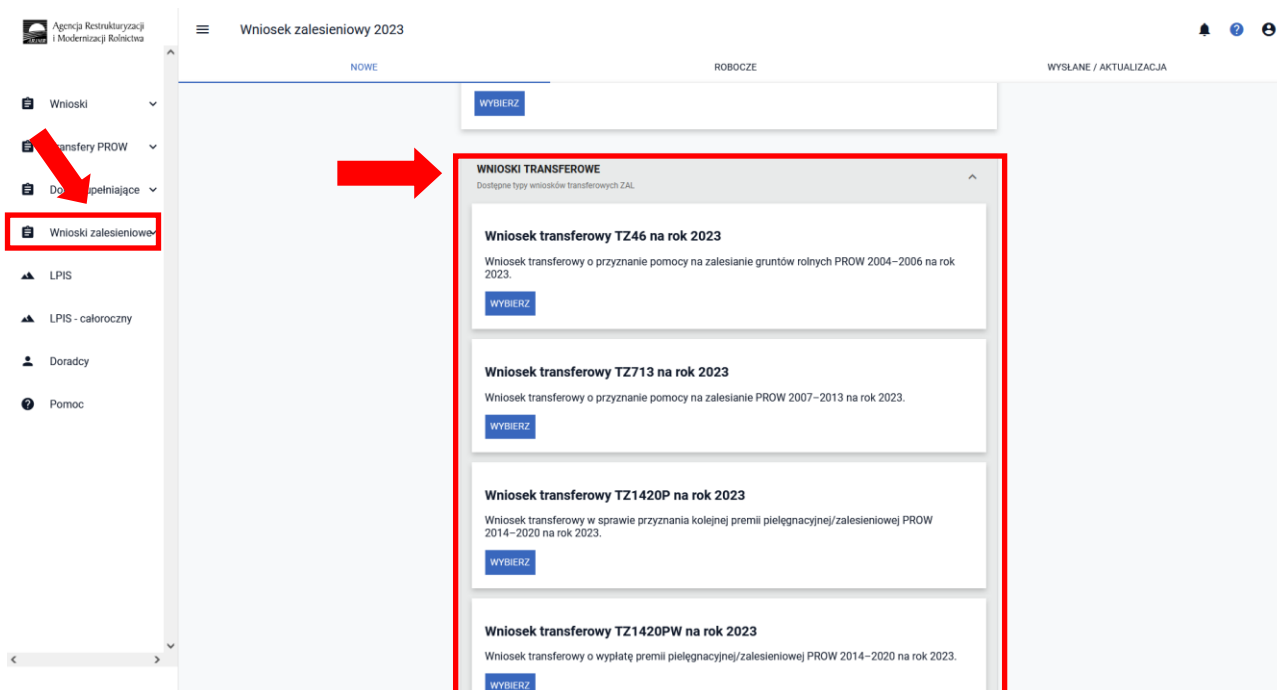 Agencja Restrukturyzacji
i Modernizacji Rolnictwa
Wniosek zalesieniowy 2023
NOWE
ROBOCZE
WYSŁANE / AKTUALIZACJA
Wnioski
PROW
Wnioski zalesieniowe
LPIS
LPIS - całoroczny
Doradcy
Pomoc
WYBIERZ
WNIOSKI TRANSFEROWE
Dostępne typy wniosków transferowych ZAL
Wniosek transferowy TZ46 na rok 2023
Wniosek transferowy o przyznanie pomocy na zalesianie gruntów rolnych PROW 2004–2006 na rok
2023.
WYBIERZ
Wniosek transferowy TZ713 na rok 2023
Wniosek transferowy o przyznanie pomocy na zalesianie PROW 2007–2013 na rok 2023.
WYBIERZ
Wniosek transferowy TZ1420P na rok 2023
Wniosek transferowy w sprawie przyznania kolejnej premii pielęgnacyjnej/zalesieniowej PROW
2014–2020 na rok 2023.
WYBIERZ
Wniosek transferowy TZ1420PW na rok 2023
Wniosek transferowy o wypłatę premii pielęgnacyjnej/zalesieniowej PROW 2014–2020 na rok 2023.
WYBIERZ